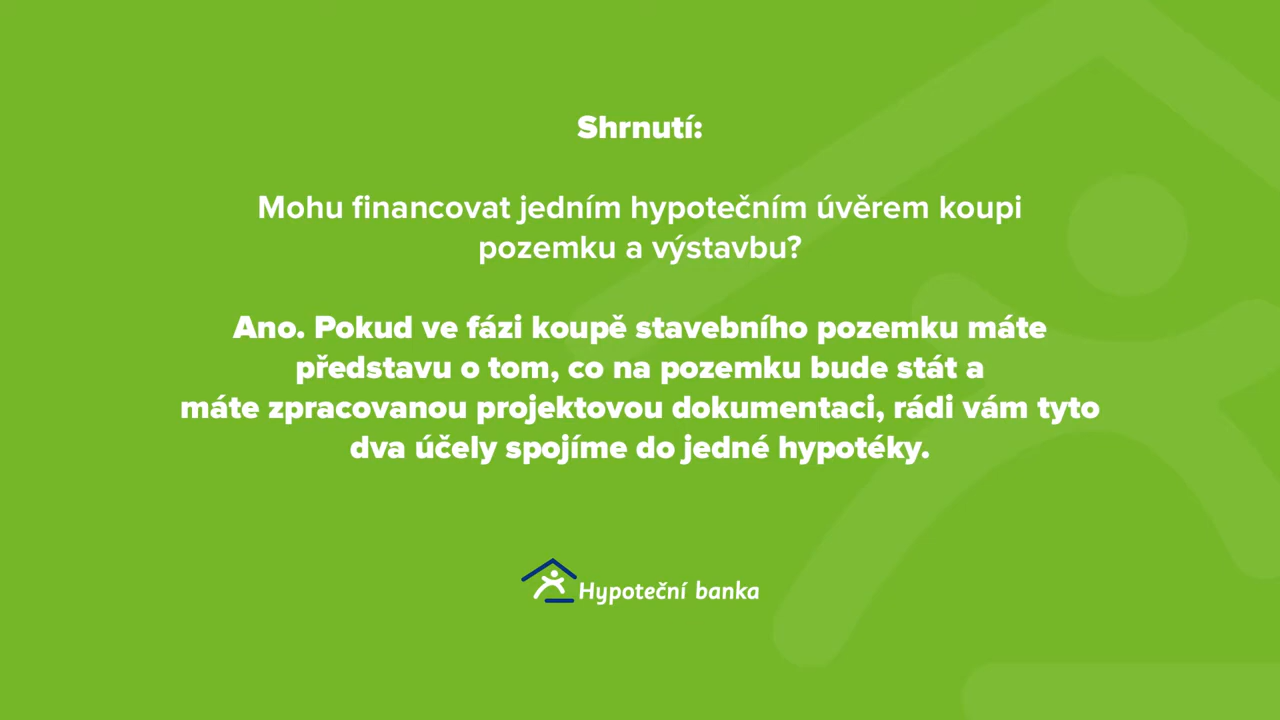 Shrnutí:
Mohu financovat jedním hypotečním úvěrem koupi
pozemku a výstavbu?
Ano. Pokud ve fázi koupě stavebního pozemku máte
představu o tom, co na pozemku bude stát a
máte zpracovanou projektovou dokumentaci, rádi vám tyto
dva účely spojíme do jedné hypotéky.
Hypoteční banka